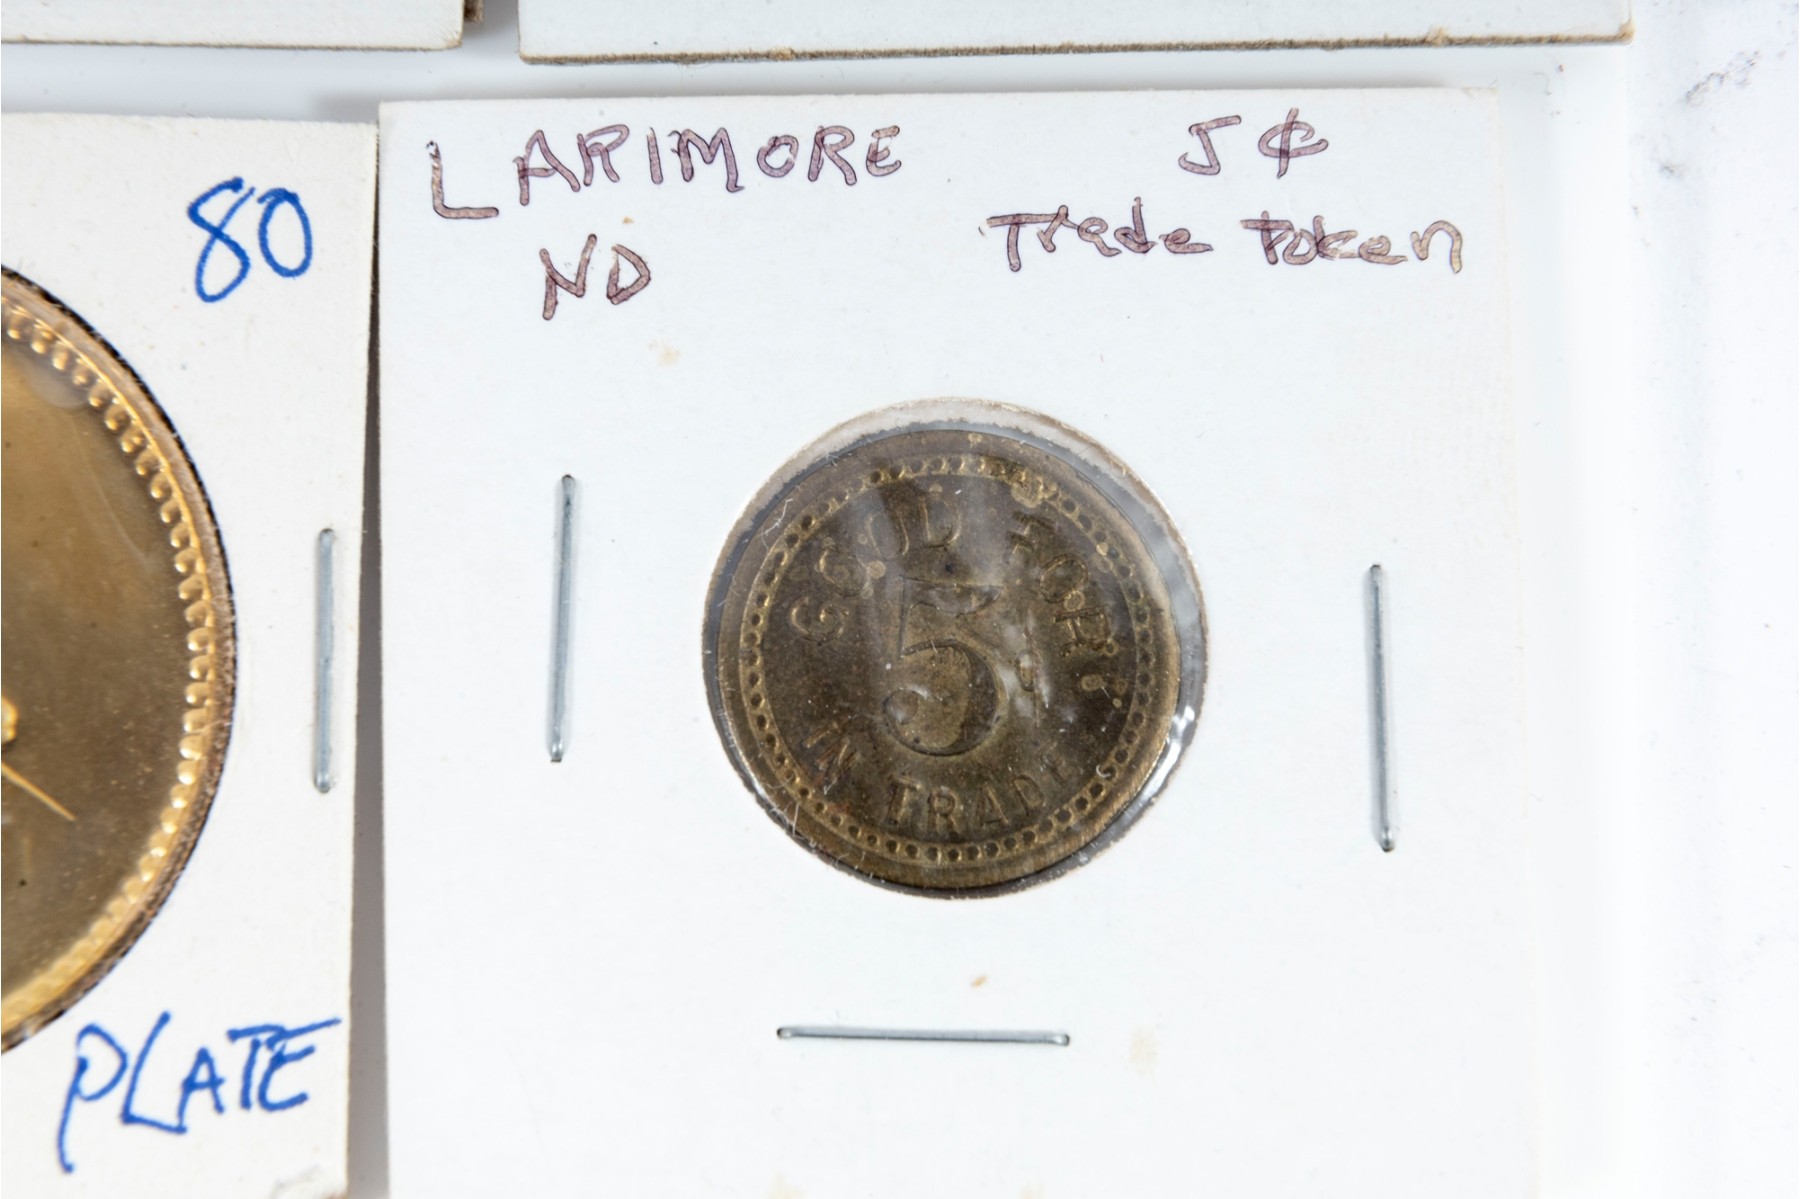 80
PLATE
LARIMORE
ND
5¢
Trade token
GOOD FOR
5¢
IN TRADE